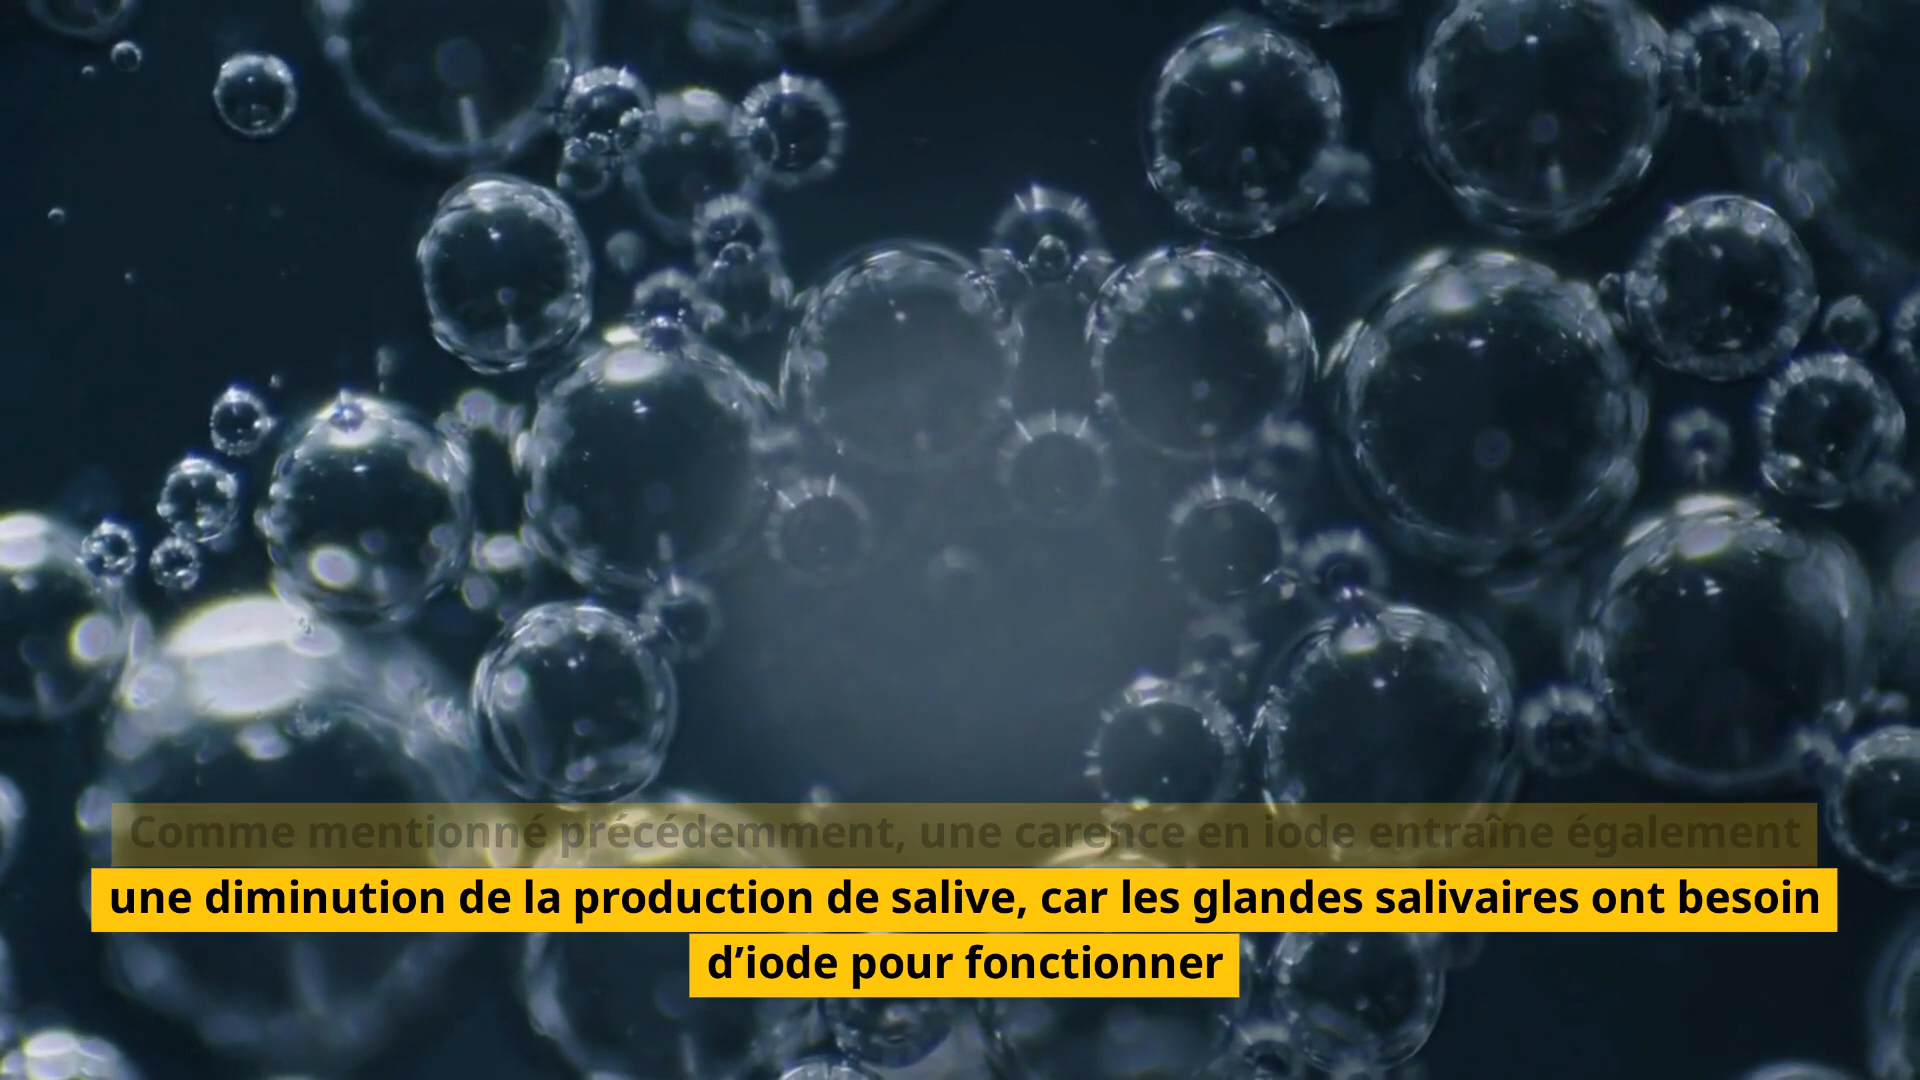 Comme mentionné précédemment, une carence en iode entraîne également
une diminution de la production de salive, car les glandes salivaires ont besoin
d’iode pour fonctionner